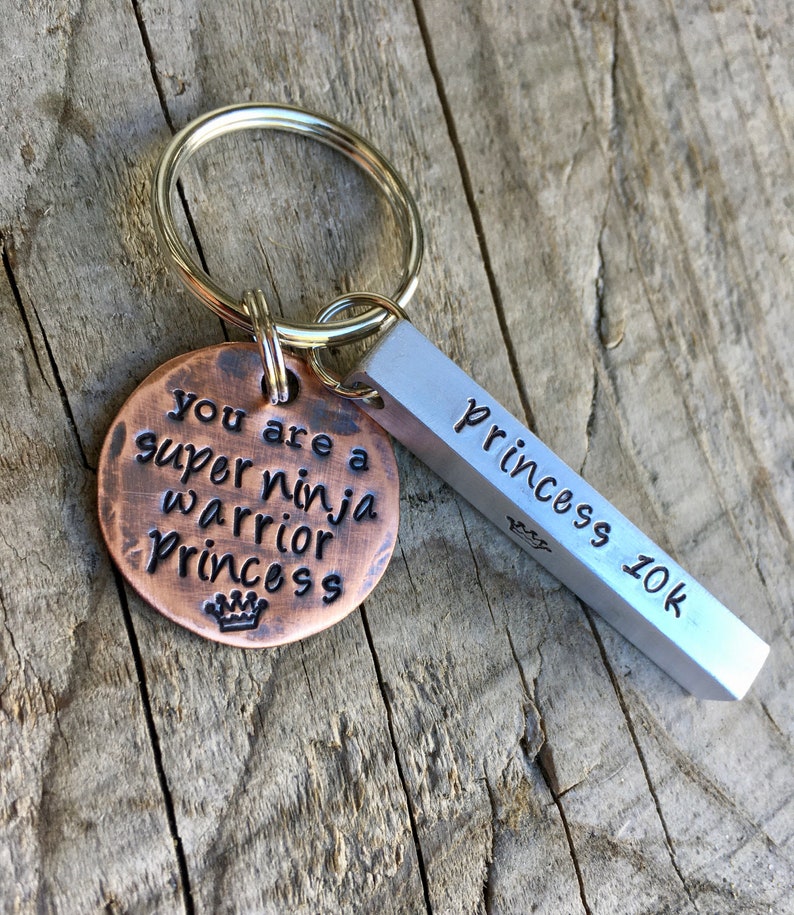 you are a
super ninja
warrior
princess
princess 10k